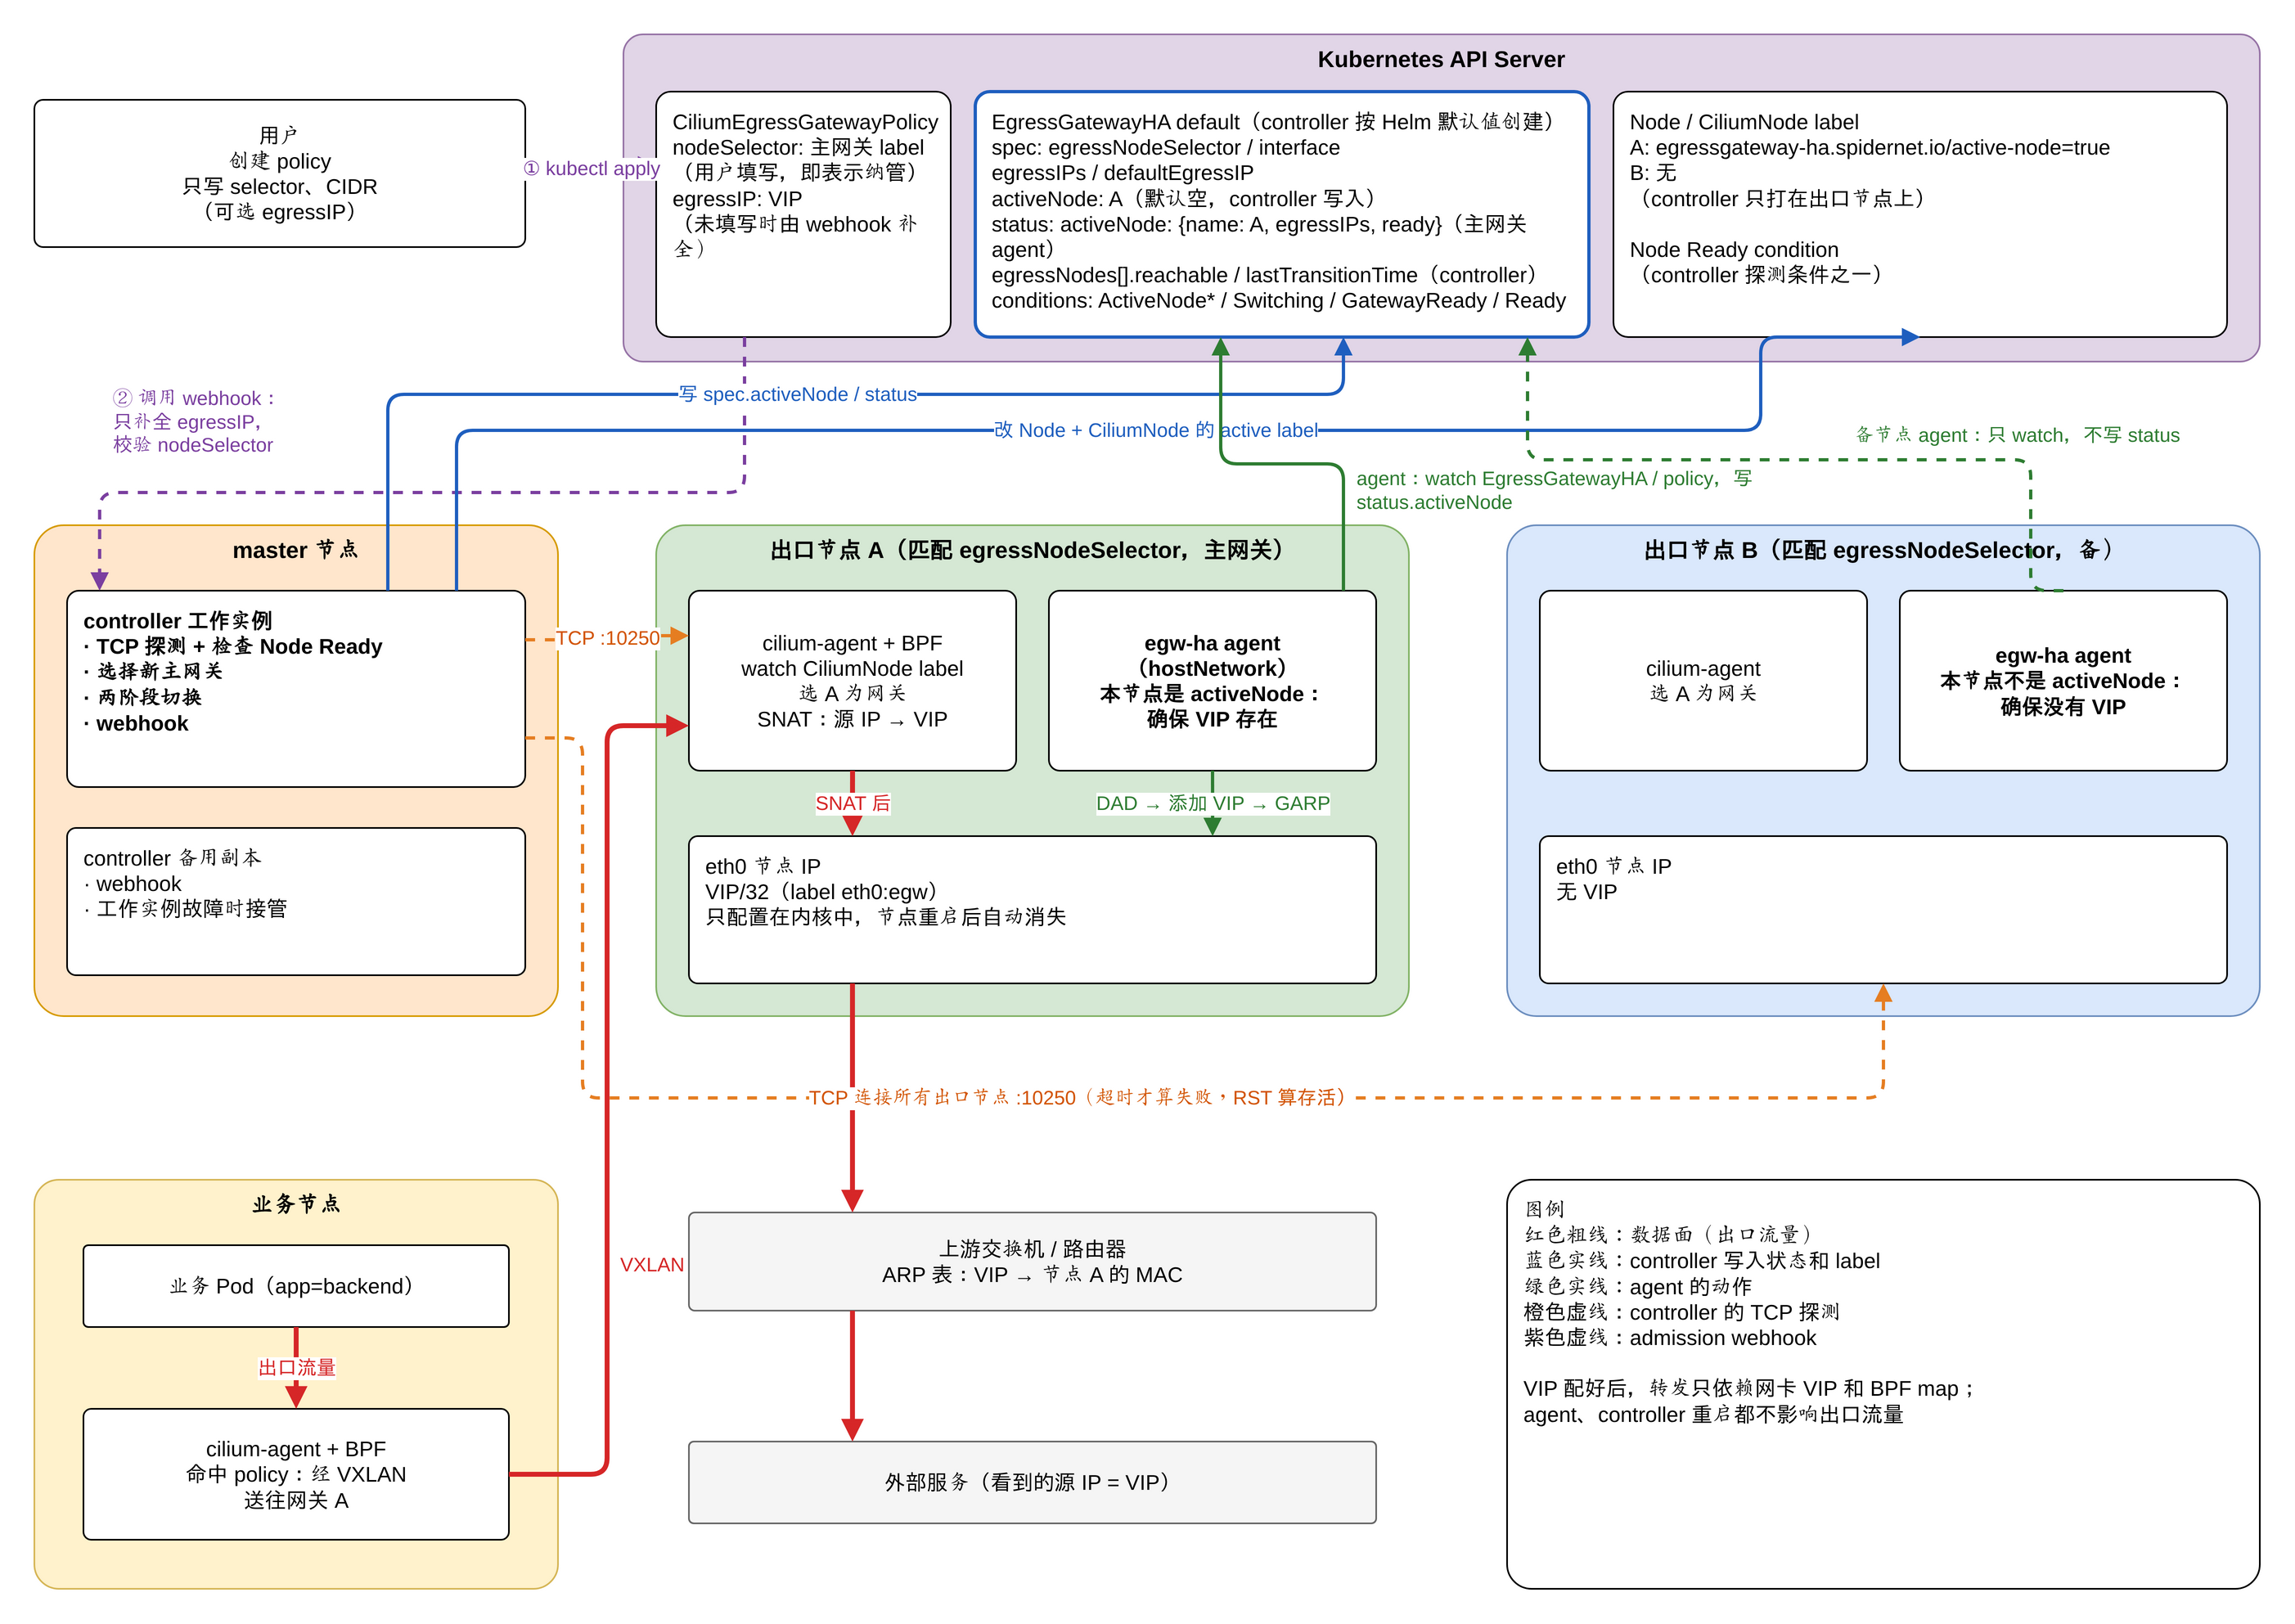 Kubernetes API Server
用户
创建 policy
只写 selector、CIDR
（可选 egressIP）
① kubectl apply
CiliumEgressGatewayPolicy
nodeSelector: 主网关 label
（用户填写，即表示纳管）
egressIP: VIP
（未填写时由 webhook 补
全）
EgressGatewayHA default（controller 按 Helm 默认值创建）
spec: egressNodeSelector / interface
egressIPs / defaultEgressIP
activeNode: A（默认空，controller 写入）
status: activeNode: {name: A, egressIPs, ready}（主网关
agent）
egressNodes[].reachable / lastTransitionTime（controller）
conditions: ActiveNode* / Switching / GatewayReady / Ready
Node / CiliumNode label
A: egressgateway-ha.spidernet.io/active-node=true
B: 无
（controller 只打在出口节点上）
Node Ready condition
（controller 探测条件之一）
② 调用 webhook：
只补全 egressIP，
校验 nodeSelector
写 spec.activeNode / status
改 Node + CiliumNode 的 active label
备节点 agent：只 watch，不写 status
agent：watch EgressGatewayHA / policy，写
status.activeNode
master 节点
controller 工作实例
· TCP 探测 + 检查 Node Ready
· 选择新主网关
· 两阶段切换
· webhook
controller 备用副本
· webhook
· 工作实例故障时接管
TCP :10250
出口节点 A（匹配 egressNodeSelector，主网关）
cilium-agent + BPF
watch CiliumNode label
选 A 为网关
SNAT：源 IP → VIP
egw-ha agent
（hostNetwork）
本节点是 activeNode：
确保 VIP 存在
SNAT 后
DAD → 添加 VIP → GARP
eth0 节点 IP
VIP/32（label eth0:egw）
只配置在内核中，节点重启后自动消失
出口节点 B（匹配 egressNodeSelector，备）
cilium-agent
选 A 为网关
egw-ha agent
本节点不是 activeNode：
确保没有 VIP
eth0 节点 IP
无 VIP
TCP 连接所有出口节点 :10250（超时才算失败，RST 算存活）
业务节点
业务 Pod（app=backend）
出口流量
cilium-agent + BPF
命中 policy：经 VXLAN
送往网关 A
VXLAN
上游交换机 / 路由器
ARP 表：VIP → 节点 A 的 MAC
外部服务（看到的源 IP = VIP）
图例
红色粗线：数据面（出口流量）
蓝色实线：controller 写入状态和 label
绿色实线：agent 的动作
橙色虚线：controller 的 TCP 探测
紫色虚线：admission webhook
VIP 配好后，转发只依赖网卡 VIP 和 BPF map；
agent、controller 重启都不影响出口流量